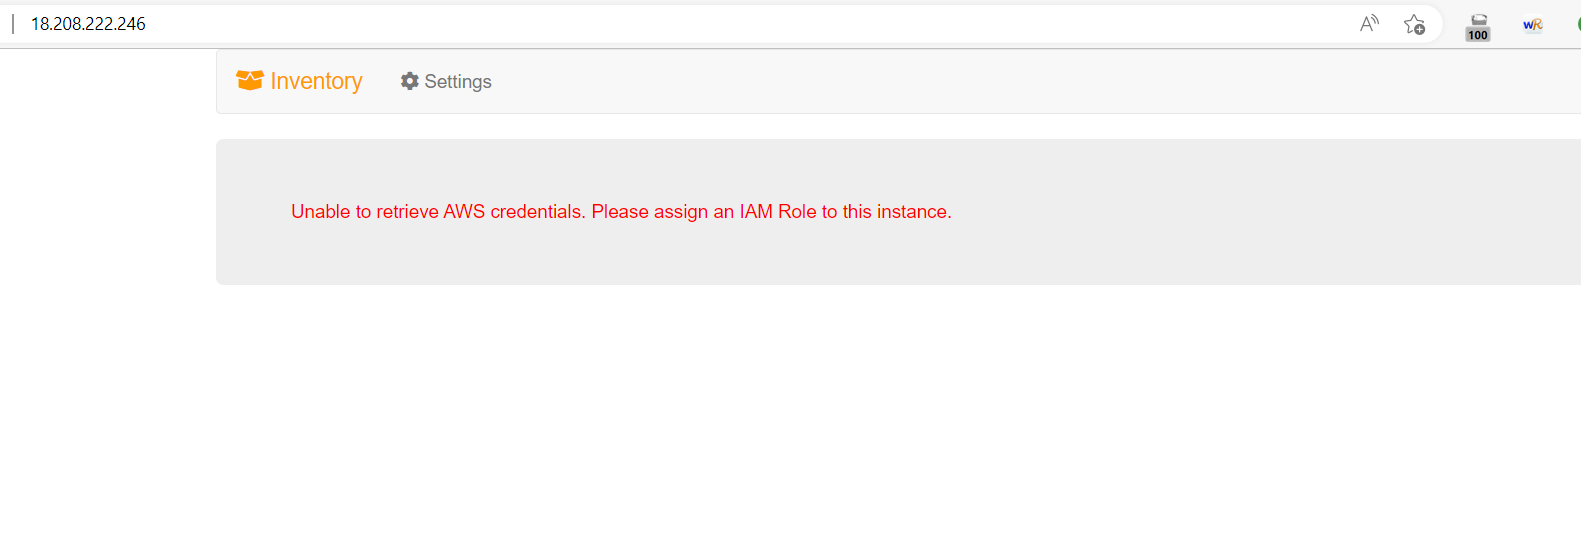 18.208.222.246
A
100
wR
Inventory
Settings
Unable to retrieve AWS credentials. Please assign an IAM Role to this instance.